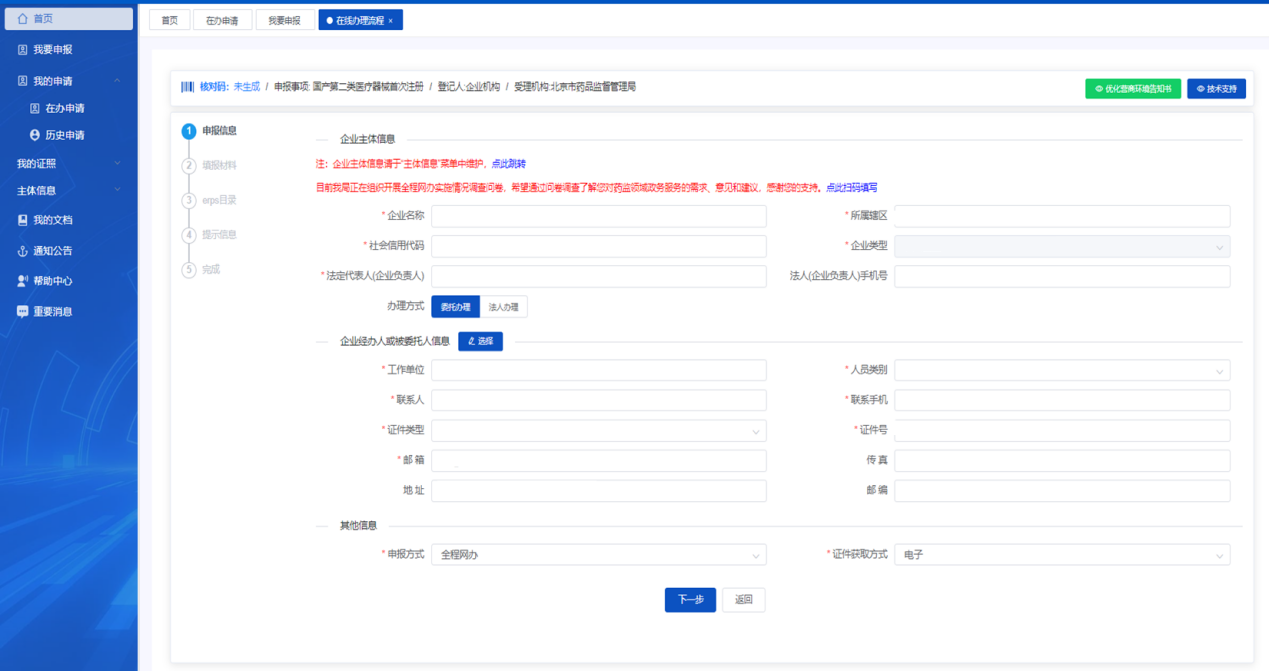 首页
我要申报
我的申请
在办申请
历史申请
我的证照
主体信息
我的文档
通知公告
帮助中心
重要消息
首页
在办申请
我要申报
在线办理流程 ×
核对码: 未生成 / 申报事项: 国产第二类医疗器械首次注册 / 登记人:企业机构 / 受理机构:北京市药品监督管理局
优化营商环境告知书
技术支持
1 申报信息
2 填报材料
3 erps目录
4 提示信息
5 完成
企业主体信息
注: 企业主体信息请于"主体信息"菜单中维护, 点此跳转
目前我局正在组织开展全程网办实施情况调查问卷, 希望通过问卷调查了解您对药监领域政务服务的需求、意见和建议, 感谢您的支持。点此扫码填写
* 企业名称
* 所属辖区
* 社会信用代码
* 企业类型
* 法定代表人(企业负责人)
法人(企业负责人)手机号
办理方式 委托办理 法人办理
企业经办人或被委托人信息 选择
* 工作单位
* 人员类别
* 联系人
* 联系手机
* 证件类型
* 证件号
* 邮 箱
传 真
地 址
邮 编
其他信息
* 申报方式 全程网办
* 证件获取方式 电子
下一步 返回